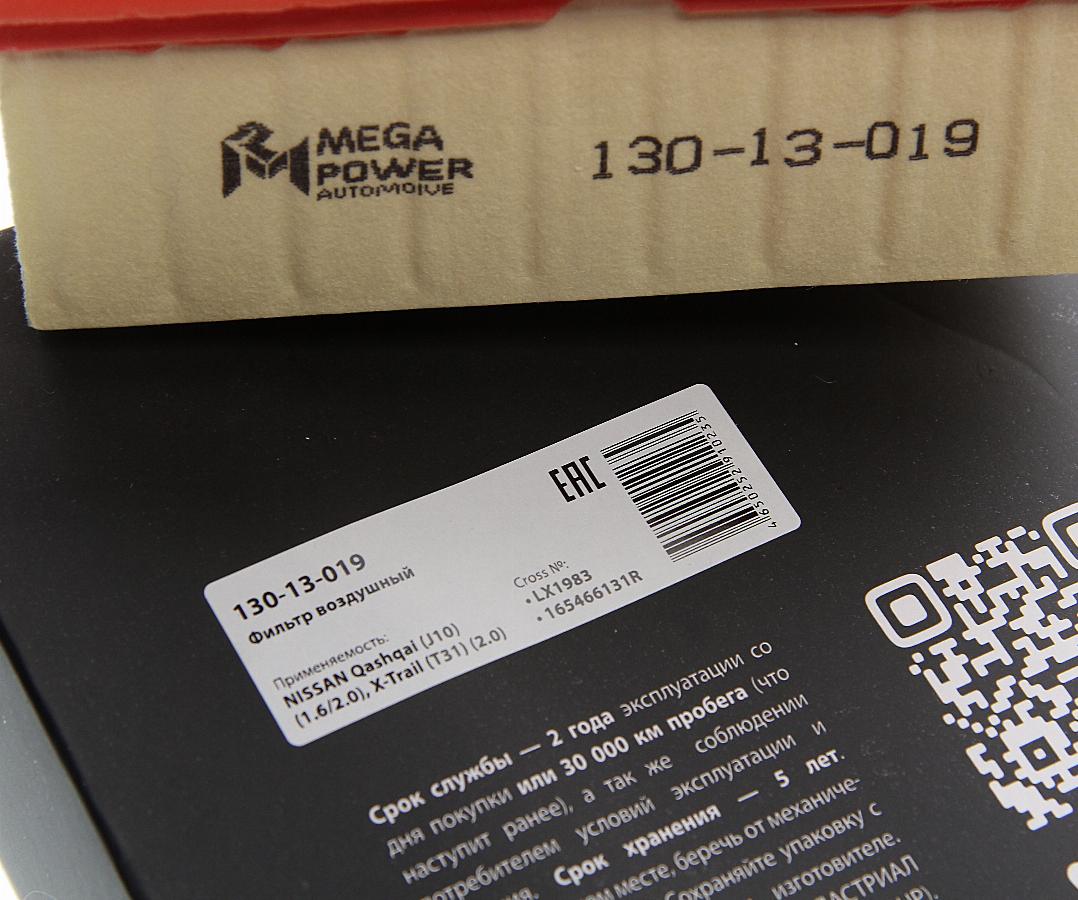 MEGA
POWER
AUTOMOIVE
130-13-019
EAC
4650252910235
130-13-019
Фильтр воздушный
Cross №:
• LX1983
• 165466131R
Применяемость:
NISSAN Qashqai (J10)
(1.6/2.0), X-Trail (T31) (2.0)
Срок службы — 2 года эксплуатации со
дня покупки или 30 000 км пробега (что
наступит ранее), а так же соблюдении
потребителем условий эксплуатации и
Срок хранения — 5 лет.
месте, беречь от механиче-
Сохраняйте упаковку с
изготовителе.